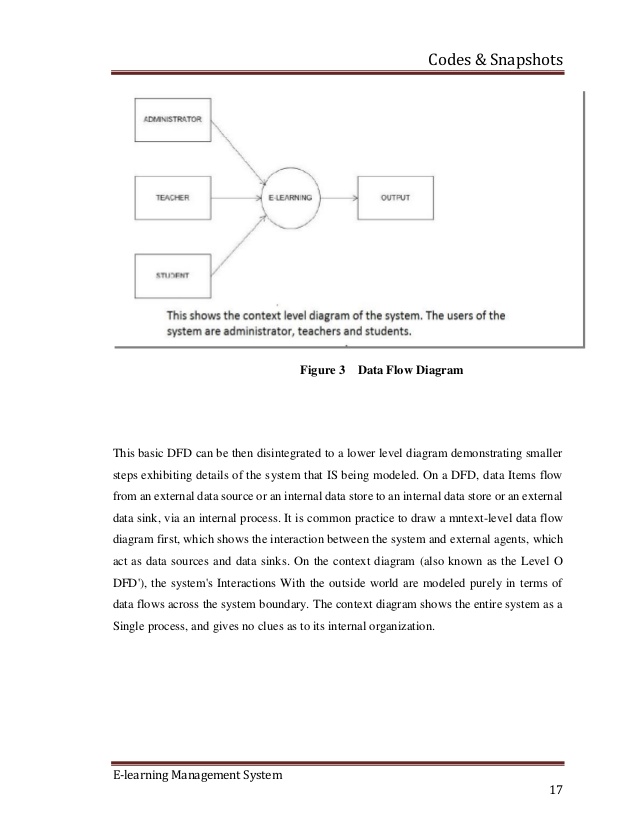 Codes & Snapshots
ADMINISTRATOR
TEACHER
E-LEARNING
OUTPUT
STUDENT
This shows the context level diagram of the system. The users of the
system are administrator, teachers and students.
Figure 3 Data Flow Diagram
This basic DFD can be then disintegrated to a lower level diagram demonstrating smaller
steps exhibiting details of the system that IS being modeled. On a DFD, data Items flow
from an external data source or an internal data store to an internal data store or an external
data sink, via an internal process. It is common practice to draw a mntext-level data flow
diagram first, which shows the interaction between the system and external agents, which
act as data sources and data sinks. On the context diagram (also known as the Level O
DFD'), the system's Interactions With the outside world are modeled purely in terms of
data flows across the system boundary. The context diagram shows the entire system as a
Single process, and gives no clues as to its internal organization.
E-learning Management System
17